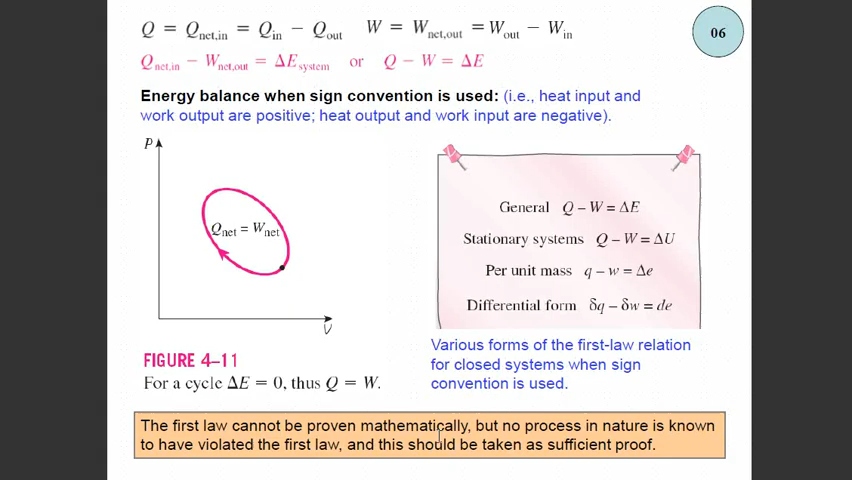 Q = Qnet,in = Qin − Qout W = Wnet,out = Wout − Win
06
Qnet,in − Wnet,out = ΔEsystem or Q − W = ΔE
Energy balance when sign convention is used: (i.e., heat input and
work output are positive; heat output and work input are negative).
P
Qnet = Wnet
V
General Q – W = ΔE
Stationary systems Q – W = ΔU
Per unit mass q – w = Δe
Differential form δq – δw = de
FIGURE 4–11
For a cycle ΔE = 0, thus Q = W.
Various forms of the first-law relation
for closed systems when sign
convention is used.
The first law cannot be proven mathematically, but no process in nature is known
to have violated the first law, and this should be taken as sufficient proof.